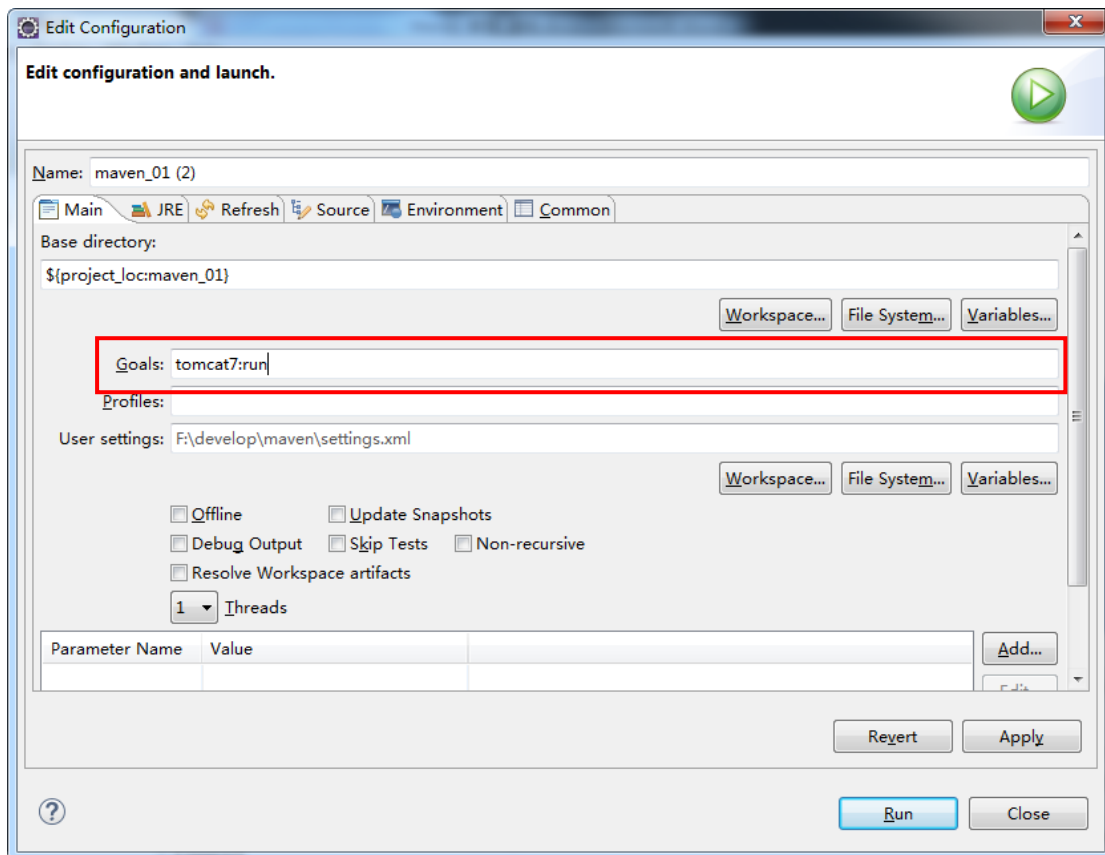 Edit Configuration
Edit configuration and launch.
Name: maven_01 (2)
Main JRE Refresh Source Environment Common
Base directory:
${project_loc:maven_01}
Workspace... File System... Variables...
Goals: tomcat7:run
Profiles:
User settings: F:\develop\maven\settings.xml
Workspace... File System... Variables...
Offline Update Snapshots
Debug Output Skip Tests Non-recursive
Resolve Workspace artifacts
1 Threads
Parameter Name Value Add...
Revert Apply
? Run Close